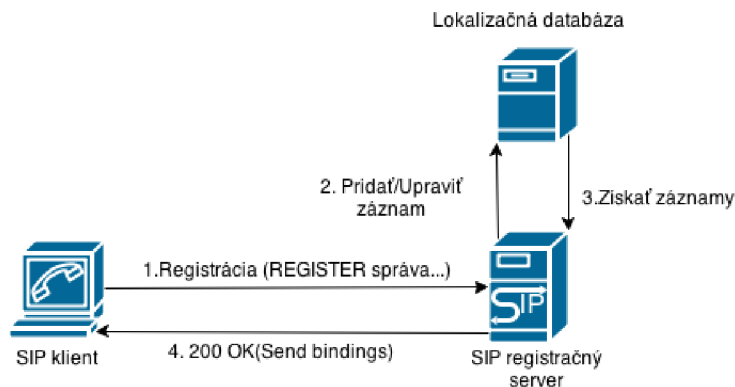 Lokalizačná databáza
2. Pridať/Upraviť
záznam
3.Získať záznamy
1.Registrácia (REGISTER správa...)
SIP
4. 200 OK(Send bindings)
SIP klient
SIP registračný
server